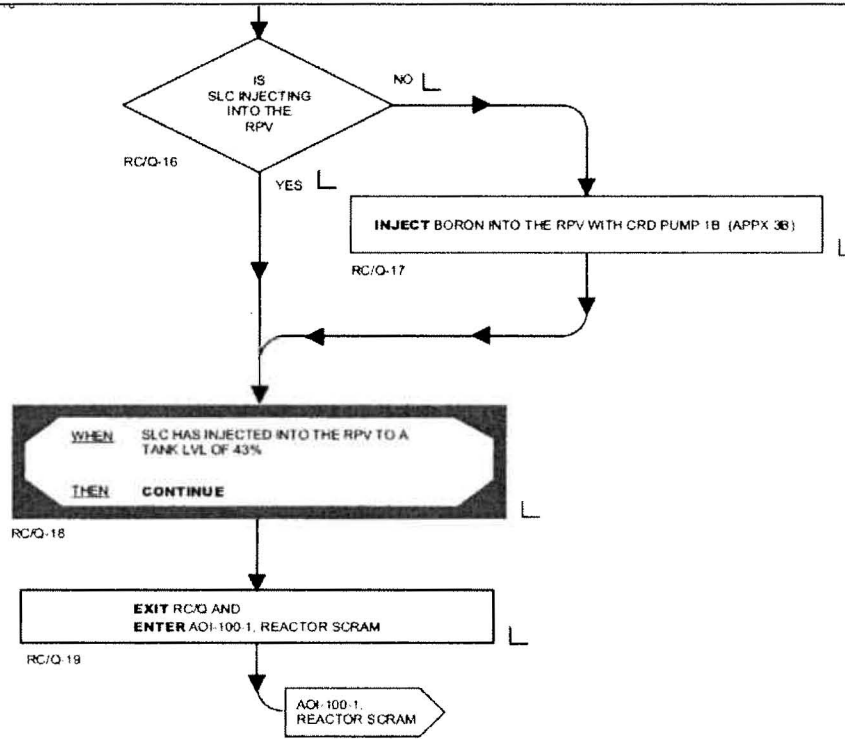 IS
SLC INJECTING
INTO THE
RPV
NO
RC/Q-16
YES
INJECT BORON INTO THE RPV WITH CRD PUMP 1B (APPX 3B)
RC/Q-17
WHEN SLC HAS INJECTED INTO THE RPV TO A
TANK LVL OF 43%
THEN CONTINUE
RC/Q-18
EXIT RC/Q AND
ENTER AOI-100-1, REACTOR SCRAM
RC/Q-19
AOI-100-1,
REACTOR SCRAM